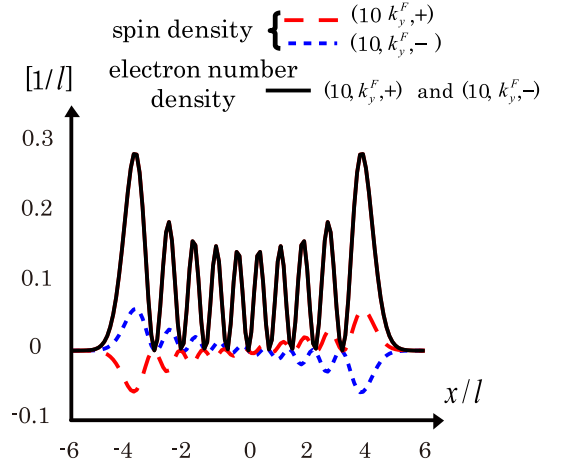 spin density { (10 k_y^F,+)
(10, k_y^F,-)
electron number
density (10, k_y^F,+) and (10, k_y^F,-)
[1/l]
0.3
0.2
0.1
0
-0.1
x/l
-6 -4 -2 0 2 4 6